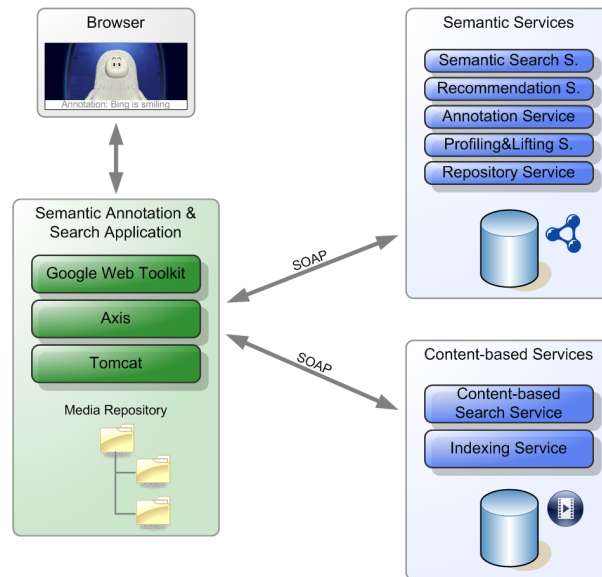 Browser
Annotation: Bing is smiling
Semantic Annotation &
Search Application
Google Web Toolkit
Axis
Tomcat
Media Repository
SOAP
SOAP
Semantic Services
Semantic Search S.
Recommendation S.
Annotation Service
Profiling&Lifting S.
Repository Service
Content-based Services
Content-based
Search Service
Indexing Service